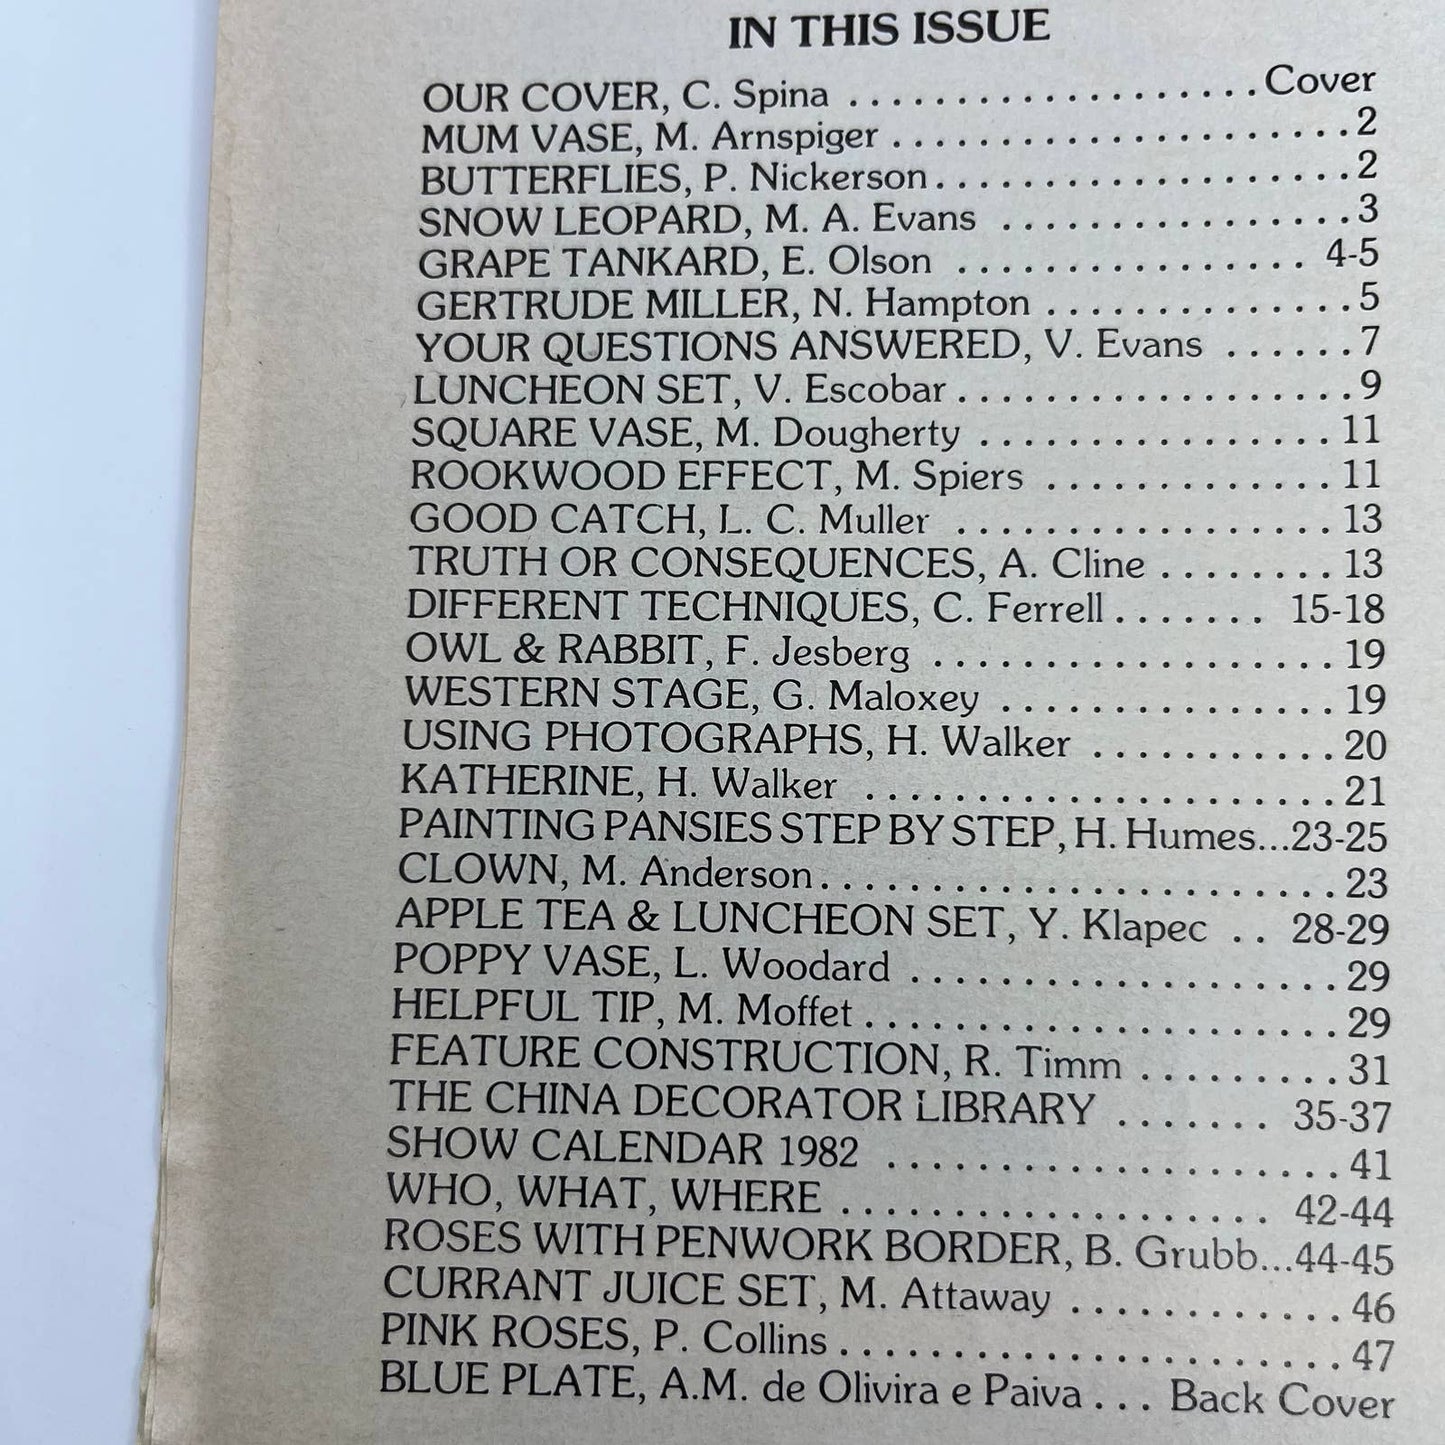 IN THIS ISSUE
OUR COVER, C. Spina ....................Cover
MUM VASE, M. Arnspiger ......................2
BUTTERFLIES, P. Nickerson.....................2
SNOW LEOPARD, M. A. Evans ..................3
GRAPE TANKARD, E. Olson ................. 4-5
GERTRUDE MILLER, N. Hampton ...............5
YOUR QUESTIONS ANSWERED, V. Evans ......7
LUNCHEON SET, V. Escobar ...................9
SQUARE VASE, M. Dougherty ................. 11
ROOKWOOD EFFECT, M. Spiers .............. 11
GOOD CATCH, L. C. Muller .................. 13
TRUTH OR CONSEQUENCES, A. Cline ........ 13
DIFFERENT TECHNIQUES, C. Ferrell....... 15-18
OWL & RABBIT, F. Jesberg ................... 19
WESTERN STAGE, G. Maloxey ................ 19
USING PHOTOGRAPHS, H. Walker ........... 20
KATHERINE, H. Walker ..................... 21
PAINTING PANSIES STEP BY STEP, H. Humes...23-25
CLOWN, M. Anderson........................ 23
APPLE TEA & LUNCHEON SET, Y. Klapec .. 28-29
POPPY VASE, L. Woodard .................... 29
HELPFUL TIP, M. Moffet ...................... 29
FEATURE CONSTRUCTION, R. Timm ......... 31
THE CHINA DECORATOR LIBRARY ....... 35-37
SHOW CALENDAR 1982 ..................... 41
WHO, WHAT, WHERE .................... 42-44
ROSES WITH PENWORK BORDER, B. Grubb...44-45
CURRANT JUICE SET, M. Attaway ............ 46
PINK ROSES, P. Collins ....................... 47
BLUE PLATE, A.M. de Olivira e Paiva ... Back Cover